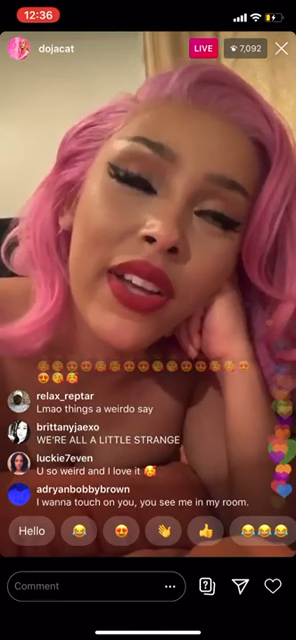 12:36
dojacat
LIVE
7,092
relax_reptar
Lmao things a weirdo say
brittanyjaexo
WE'RE ALL A LITTLE STRANGE
luckie7even
U so weird and I love it 🥰
adryanbobbybrown
I wanna touch on you, you see me in my room.
Hello
Comment